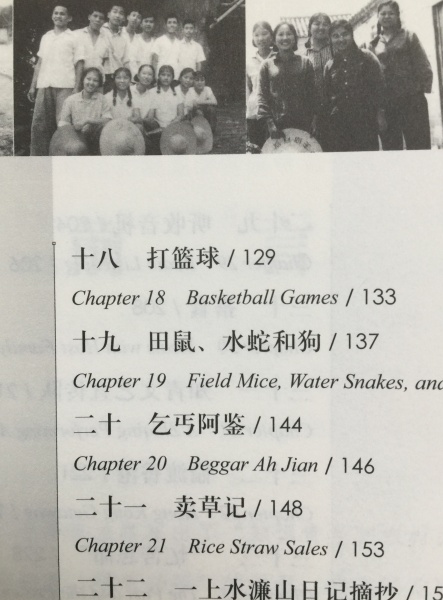 十八 打篮球 / 129
Chapter 18 Basketball Games / 133
十九 田鼠、水蛇和狗 / 137
Chapter 19 Field Mice, Water Snakes, and
二十 乞丐阿鉴 / 144
Chapter 20 Beggar Ah Jian / 146
二十一 卖草记 / 148
Chapter 21 Rice Straw Sales / 153
二十二 一上水濂山日记摘抄 / 15